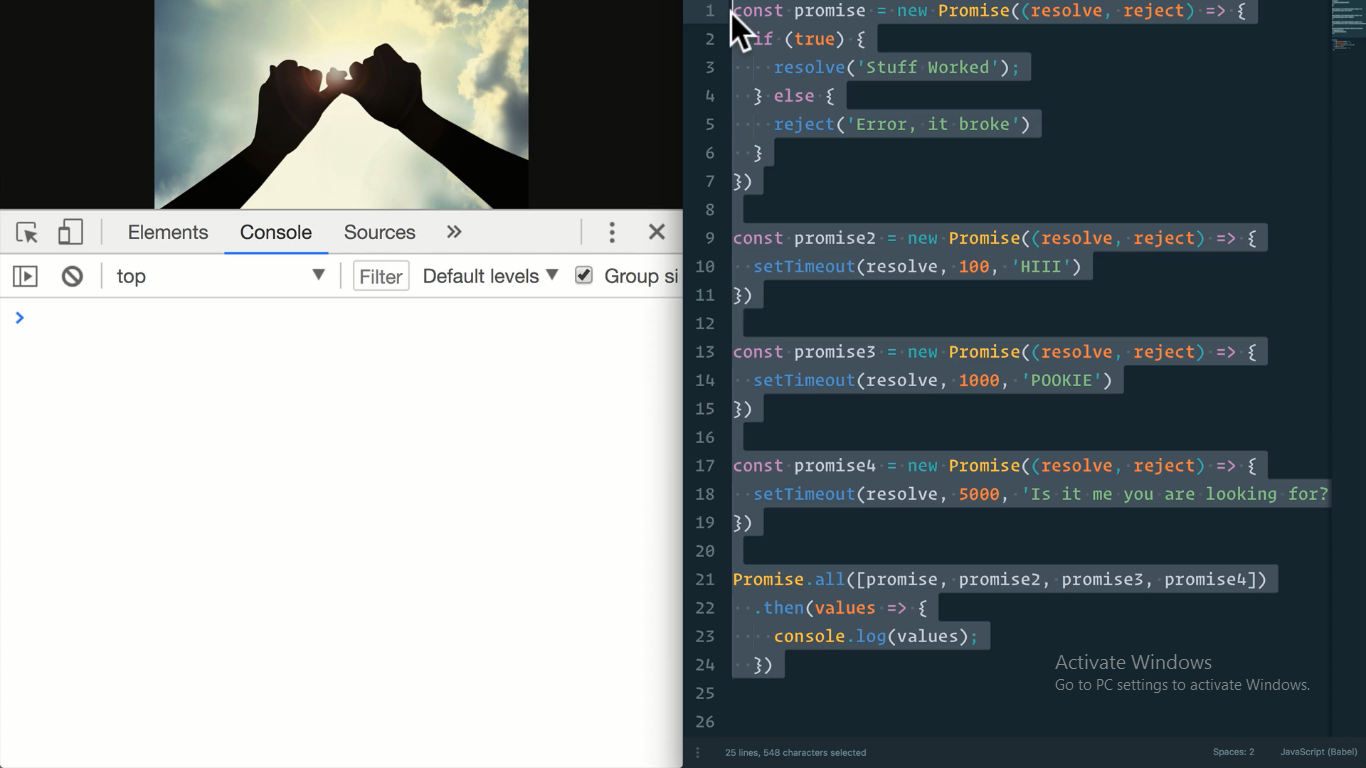 Elements Console Sources
top Filter Default levels Group si
1 const promise = new Promise((resolve, reject) => {
2 if (true) {
3 resolve('Stuff Worked');
4 } else {
5 reject('Error, it broke')
6 }
7 })
8
9 const promise2 = new Promise((resolve, reject) => {
10 setTimeout(resolve, 100, 'HIII')
11 })
12
13 const promise3 = new Promise((resolve, reject) => {
14 setTimeout(resolve, 1000, 'POOKIE')
15 })
16
17 const promise4 = new Promise((resolve, reject) => {
18 setTimeout(resolve, 5000, 'Is it me you are looking for?
19 })
20
21 Promise.all([promise, promise2, promise3, promise4])
22 .then(values => {
23 console.log(values);
24 })
25
26
Activate Windows
Go to PC settings to activate Windows.
25 lines, 548 characters selected
Spaces: 2 JavaScript (Babel)